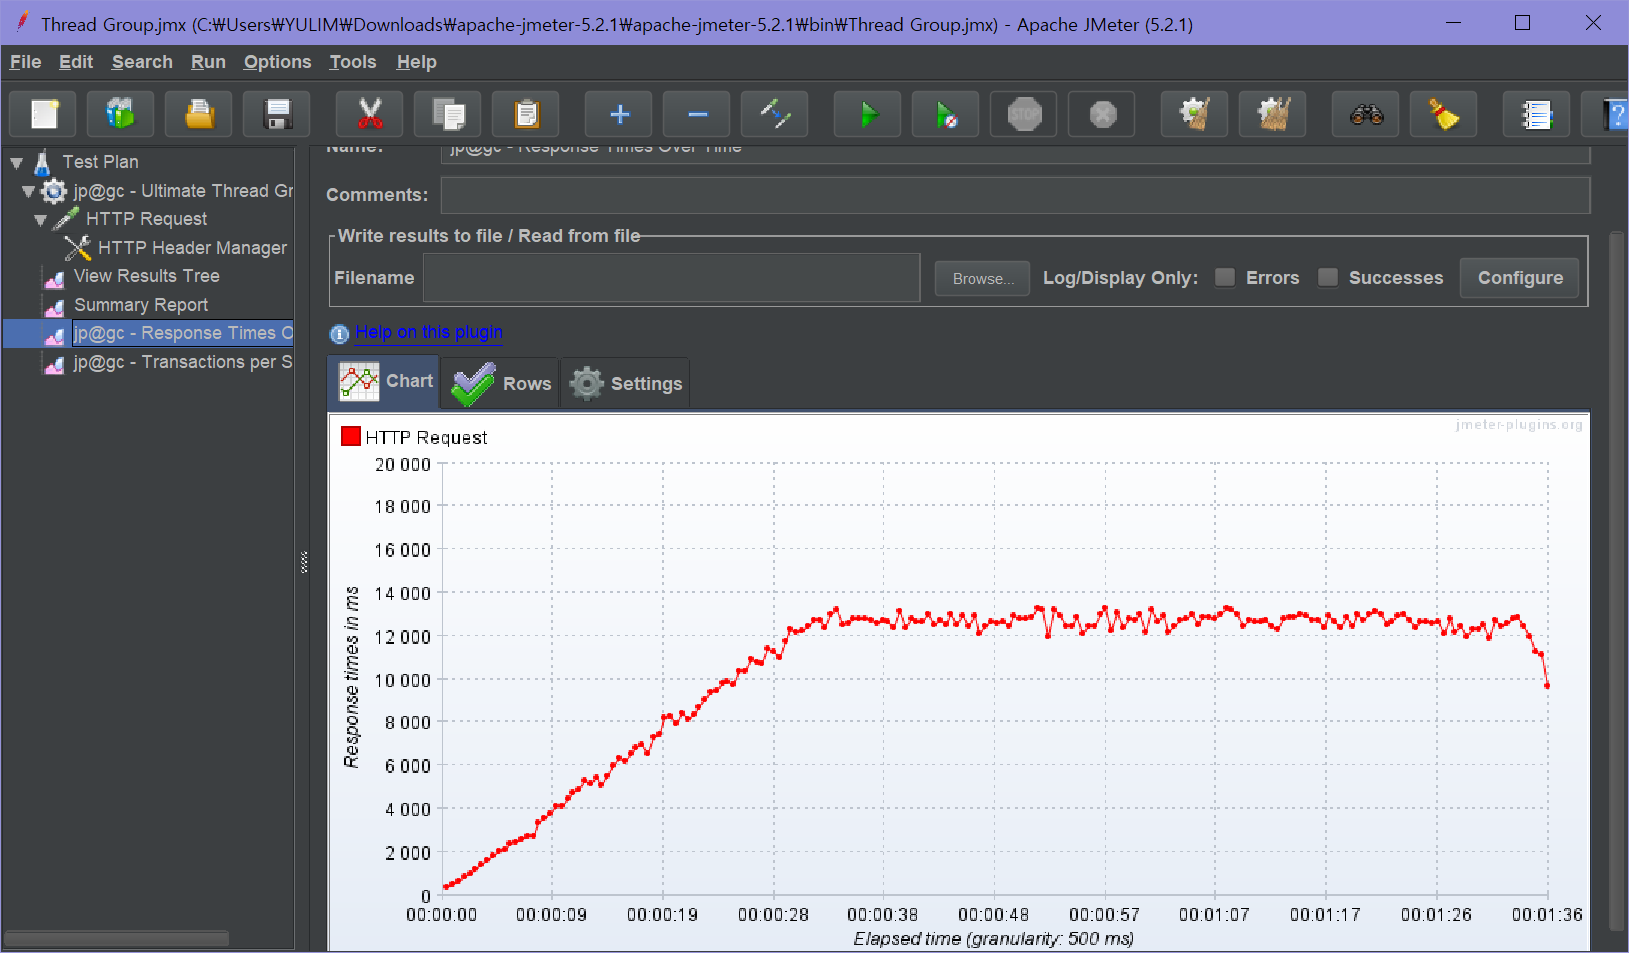 Thread Group.jmx (C:₩Users₩YULIM₩Downloads₩apache-jmeter-5.2.1₩apache-jmeter-5.2.1₩bin₩Thread Group.jmx) - Apache JMeter (5.2.1)
File Edit Search Run Options Tools Help
STOP
Test Plan
jp@gc - Ultimate Thread Gr
HTTP Request
HTTP Header Manager
View Results Tree
Summary Report
jp@gc - Response Times O
jp@gc - Transactions per S
Name: jp@gc - Response Times Over Time
Comments:
Write results to file / Read from file
Filename Browse... Log/Display Only: Errors Successes Configure
Help on this plugin
Chart Rows Settings
jmeter-plugins.org
HTTP Request
20 000
18 000
16 000
14 000
12 000
10 000
8 000
6 000
4 000
2 000
0
Response times in ms
00:00:00 00:00:09 00:00:19 00:00:28 00:00:38 00:00:48 00:00:57 00:01:07 00:01:17 00:01:26 00:01:36
Elapsed time (granularity: 500 ms)